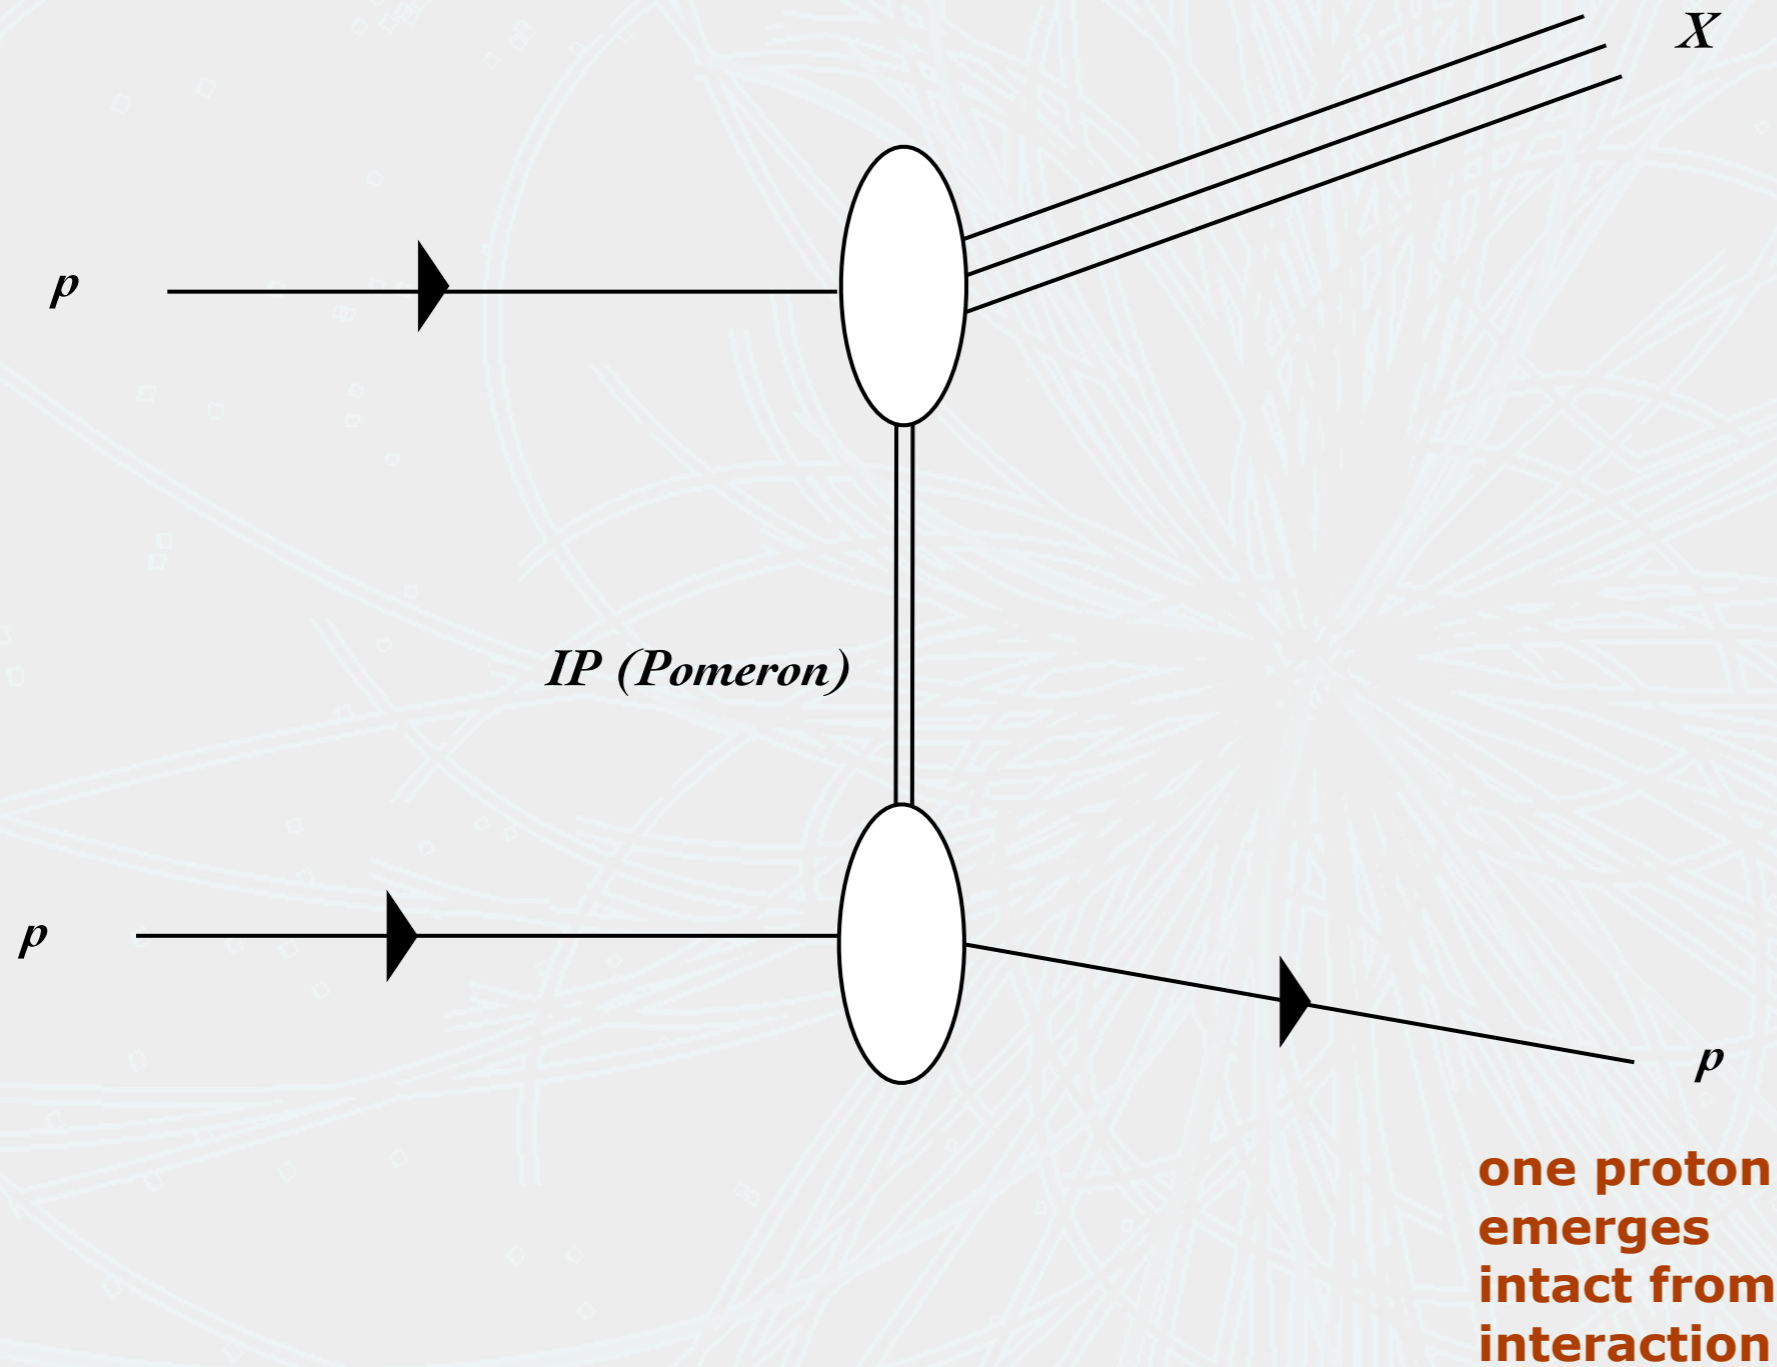 X
p
IP (Pomeron)
p
p
one proton
emerges
intact from
interaction